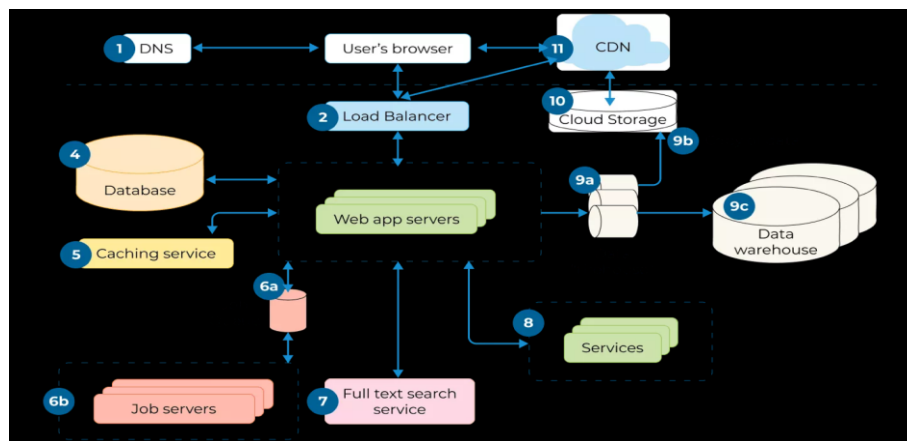 1 DNS
User's browser
11 CDN
2 Load Balancer
10
Cloud Storage
9b
4
Database
9a
Web app servers
9c
Data
warehouse
5 Caching service
6a
8
Services
6b
Job servers
7 Full text search
service